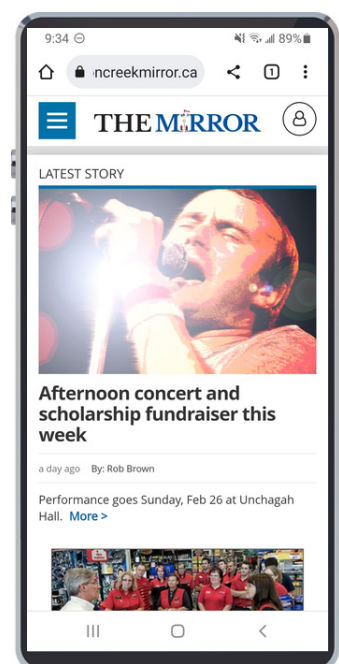 9:34
89%
ncreekmirror.ca
1
THE MIRROR
LATEST STORY
Afternoon concert and
scholarship fundraiser this
week
a day ago By: Rob Brown
Performance goes Sunday, Feb 26 at Unchagah
Hall. More >